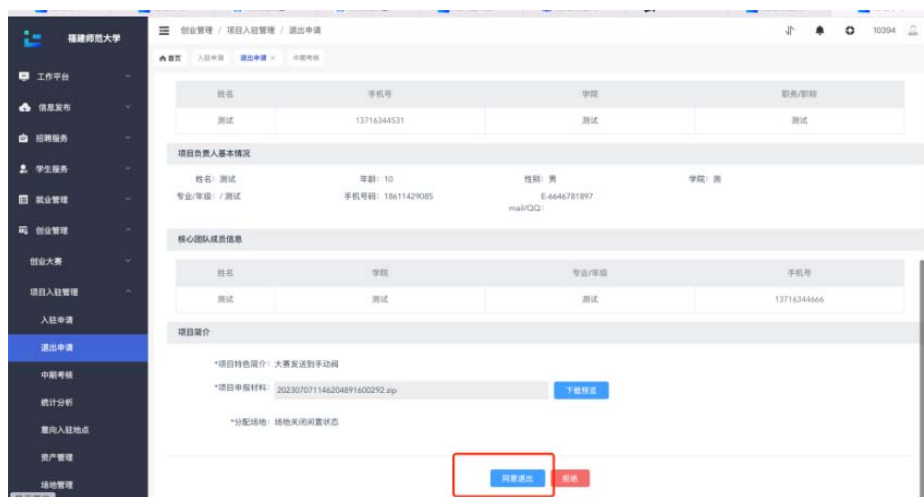 福建师范大学
创业管理 / 项目入驻管理 / 退出申请
10394
首页 入驻申请 退出申请 × 中期考核
工作平台
信息发布
招聘服务
学生服务
就业管理
创业管理
创业大赛
项目入驻管理
入驻申请
退出申请
中期考核
统计分析
意向入驻地点
资产管理
场地管理
姓名 手机号 学院 职务/职称
测试 13716344531 测试 测试
项目负责人基本情况
姓名: 测试 年龄: 10 性别: 男 学院: 测
专业/年级: / 测试 手机号码: 18611429085 E-6646781897
mail/QQ:
核心团队成员信息
姓名 学院 专业/年级 手机号
测试 测试 测试 13716344666
项目简介
*项目特色简介: 大赛发送到手动阀
*项目申报材料: 202307071146204891600292.zip 下载预览
*分配场地: 场地关闭闲置状态
同意退出 拒绝